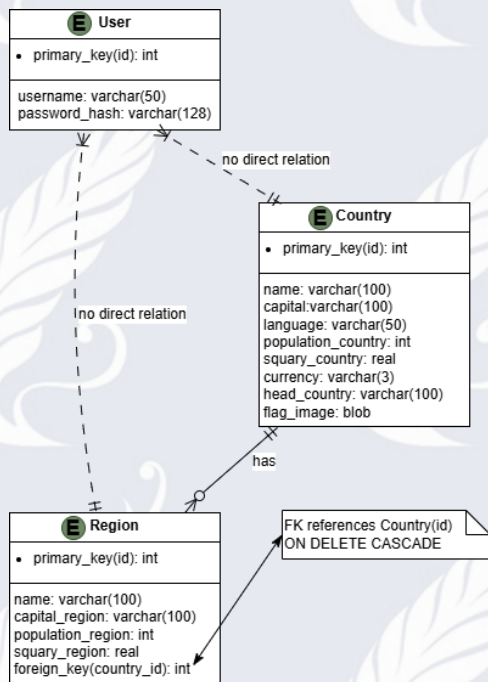 E User
• primary_key(id): int
username: varchar(50)
password_hash: varchar(128)
no direct relation
E Country
• primary_key(id): int
name: varchar(100)
capital:varchar(100)
language: varchar(50)
population_country: int
squary_country: real
currency: varchar(3)
head_country: varchar(100)
flag_image: blob
no direct relation
has
E Region
• primary_key(id): int
name: varchar(100)
capital_region: varchar(100)
population_region: int
squary_region: real
foreign_key(country_id): int
FK references Country(id)
ON DELETE CASCADE